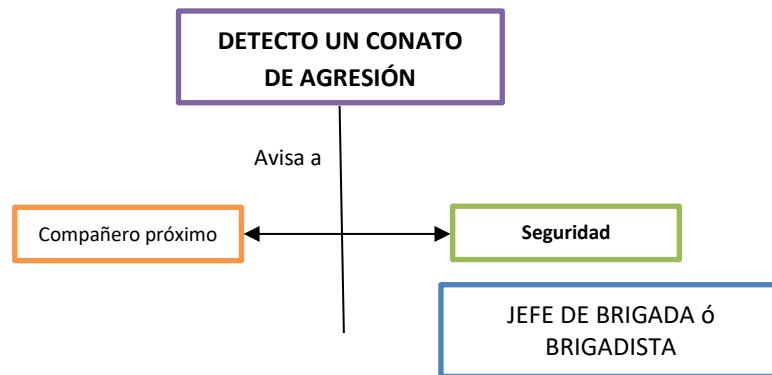 DETECTO UN CONATO
DE AGRESIÓN
Avisa a
Compañero próximo
Seguridad
JEFE DE BRIGADA ó
BRIGADISTA